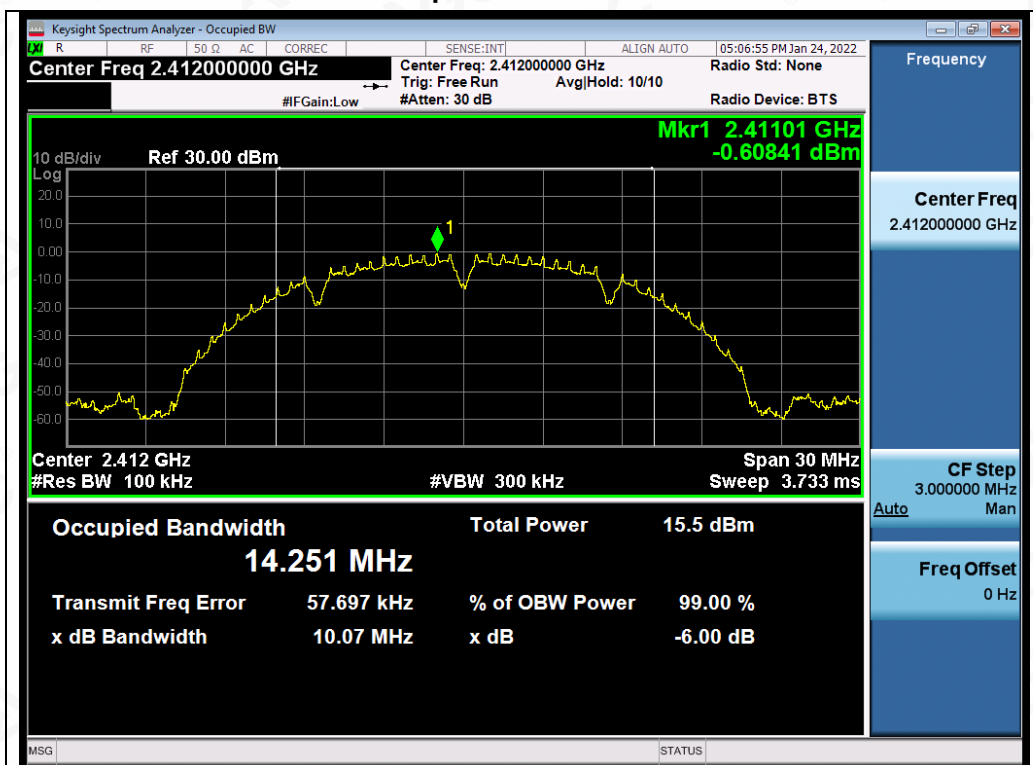 Keysight Spectrum Analyzer - Occupied BW
LXI R RF 50 Ω AC CORREC SENSE:INT ALIGN AUTO 05:06:55 PM Jan 24, 2022
Center Freq 2.412000000 GHz
Center Freq: 2.412000000 GHz
Radio Std: None
Trig: Free Run Avg|Hold: 10/10
#IFGain:Low
#Atten: 30 dB
Radio Device: BTS
Mkr1 2.41101 GHz
-0.60841 dBm
10 dB/div Ref 30.00 dBm
Log
20.0
10.0
1
0.00
-10.0
-20.0
-30.0
-40.0
-50.0
-60.0
Center 2.412 GHz Span 30 MHz
#Res BW 100 kHz #VBW 300 kHz Sweep 3.733 ms
Occupied Bandwidth
14.251 MHz
Total Power 15.5 dBm
Transmit Freq Error 57.697 kHz % of OBW Power 99.00 %
x dB Bandwidth 10.07 MHz x dB -6.00 dB
MSG STATUS
Frequency
Center Freq
2.412000000 GHz
CF Step
3.000000 MHz
Auto Man
Freq Offset
0 Hz